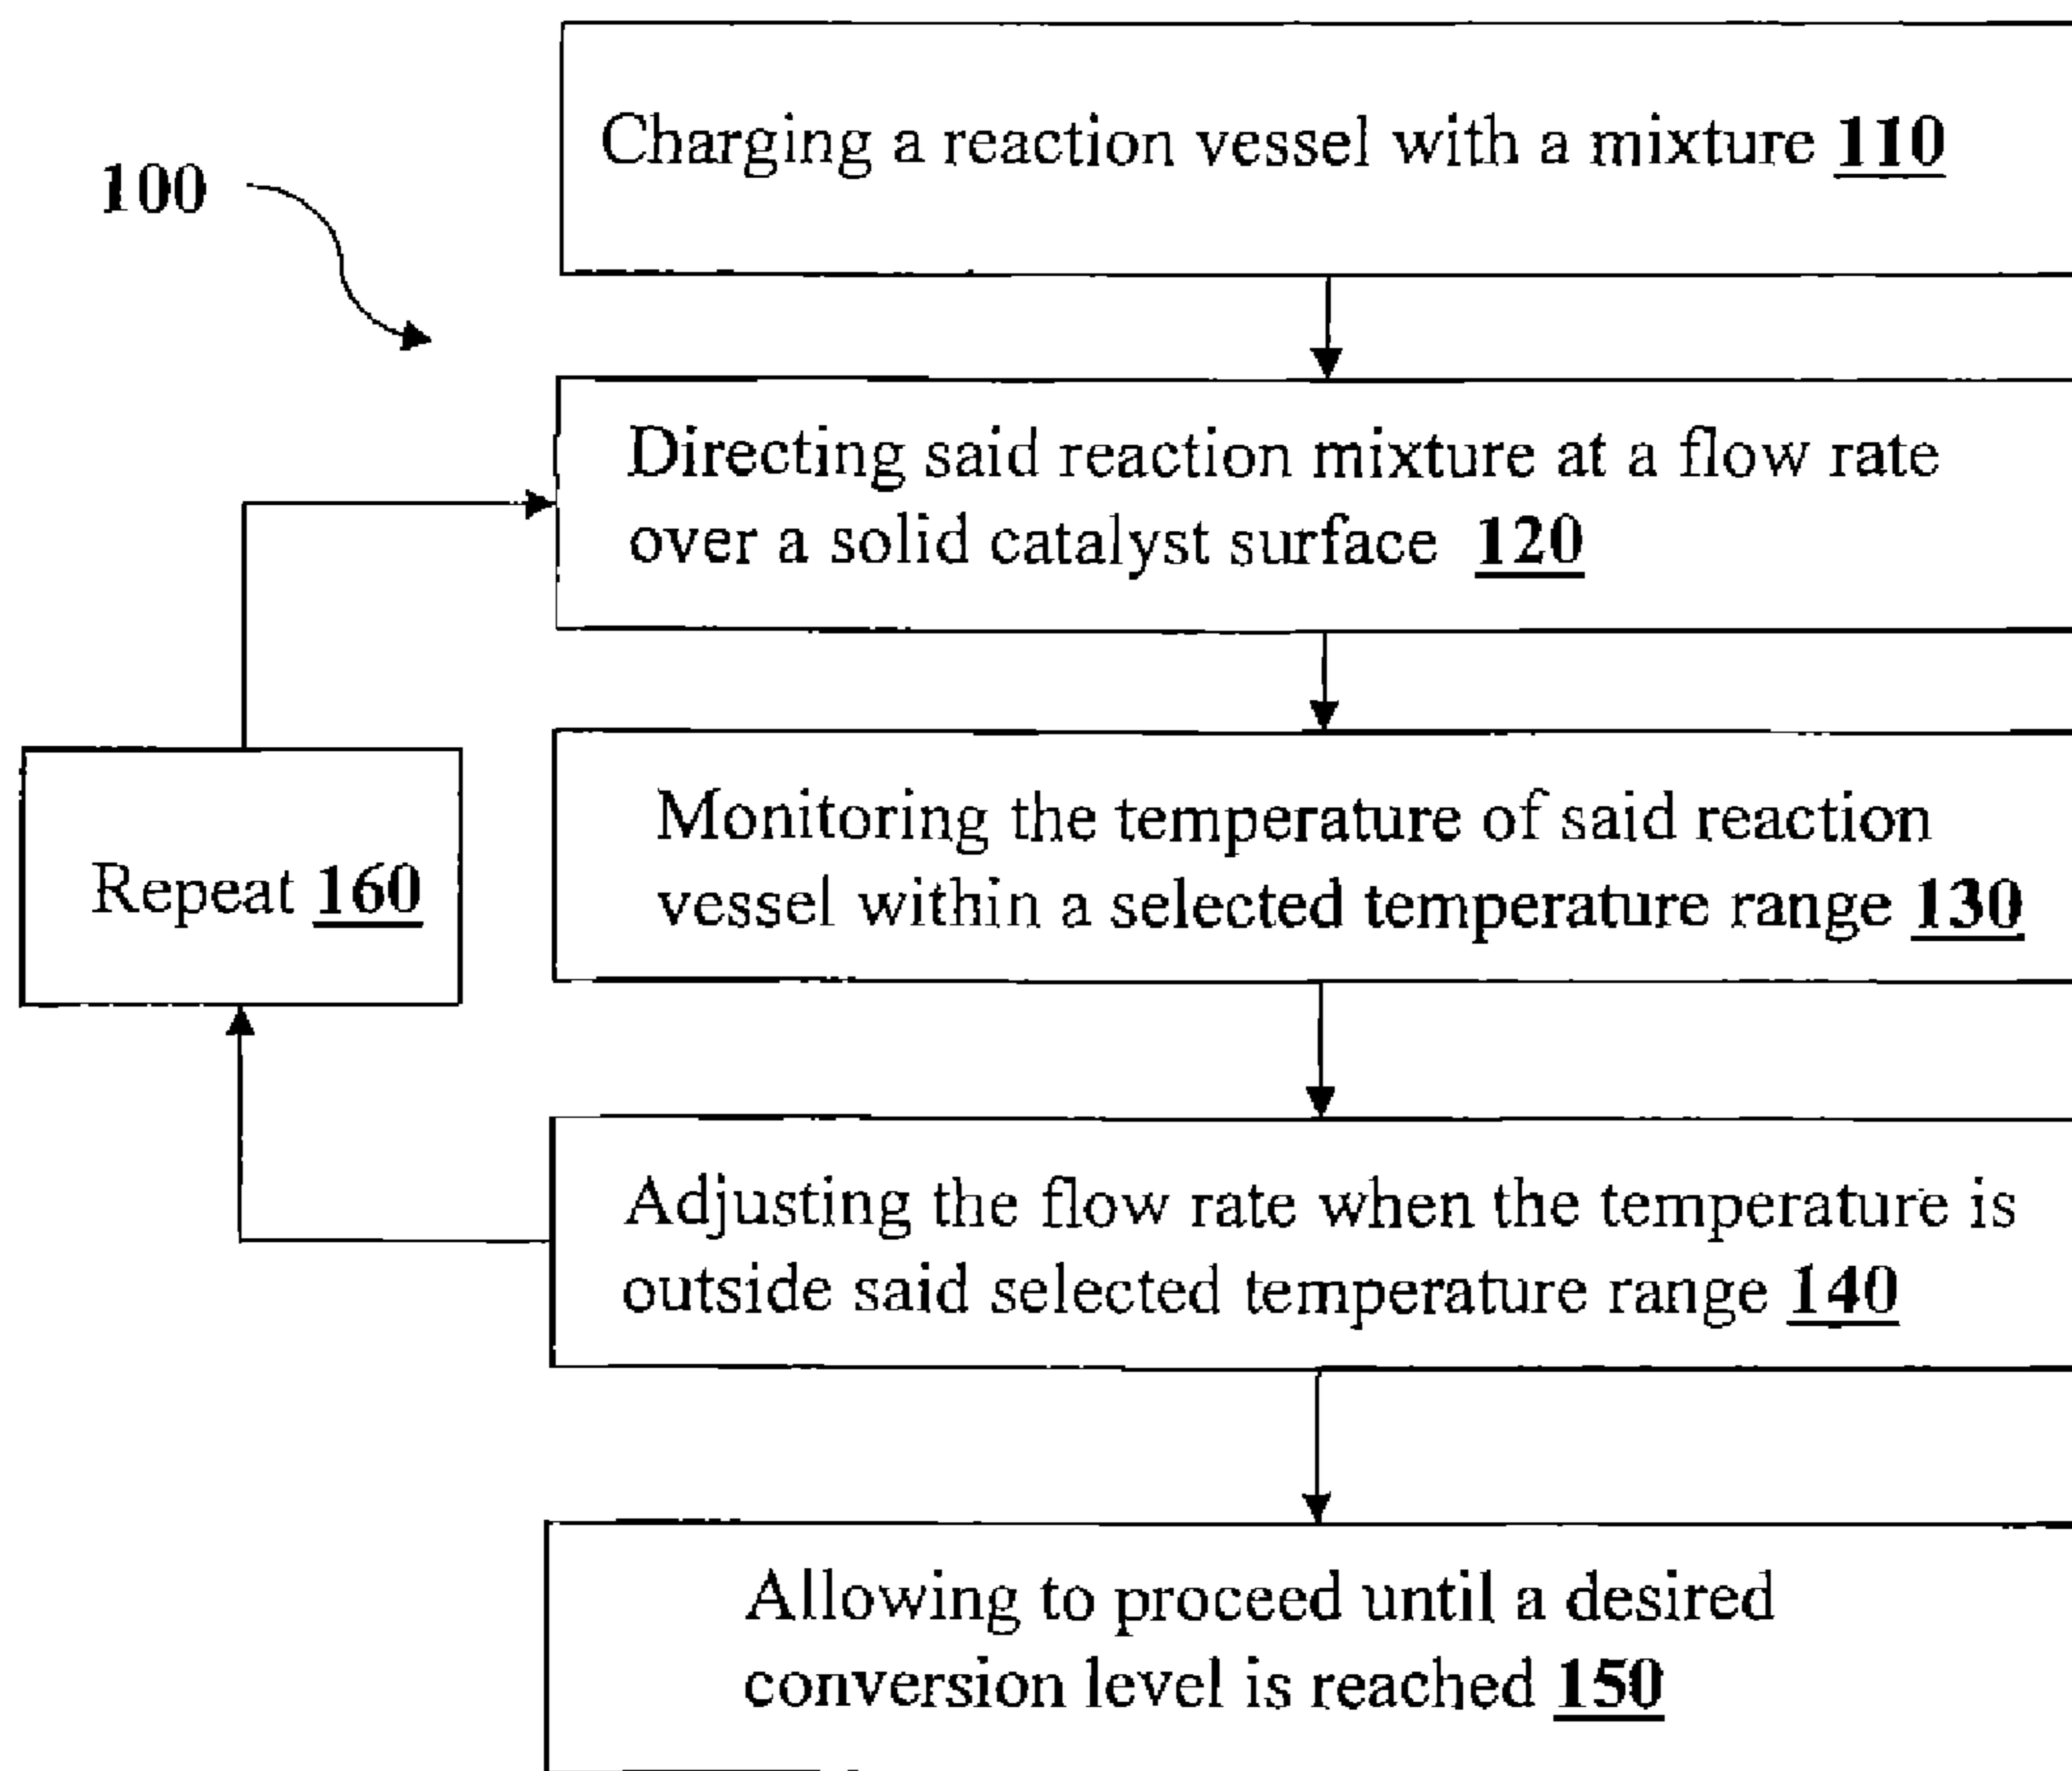 Charging a reaction vessel with a mixture 110
100
Directing said reaction mixture at a flow rate
over a solid catalyst surface 120
Monitoring the temperature of said reaction
vessel within a selected temperature range 130
Repeat 160
Adjusting the flow rate when the temperature is
outside said selected temperature range 140
Allowing to proceed until a desired
conversion level is reached 150